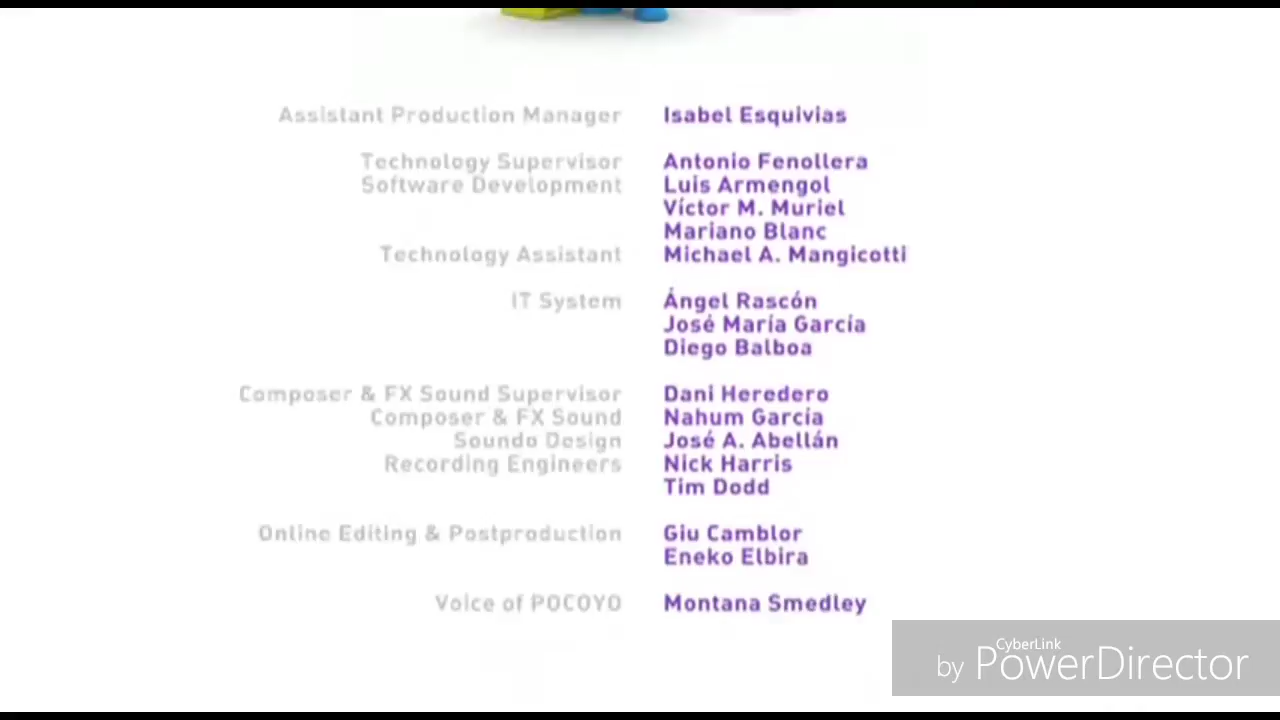 Assistant Production Manager Isabel Esquivias
Technology Supervisor Antonio Fenollera
Software Development Luis Armengol
Víctor M. Muriel
Mariano Blanc
Technology Assistant Michael A. Mangicotti
IT System Ángel Rascón
José María García
Diego Balboa
Composer & FX Sound Supervisor Dani Heredero
Composer & FX Sound Nahum García
Soundo Design José A. Abellán
Recording Engineers Nick Harris
Tim Dodd
Online Editing & Postproduction Giu Camblor
Eneko Elbira
Voice of POCOYO Montana Smedley
CyberLink
by PowerDirector